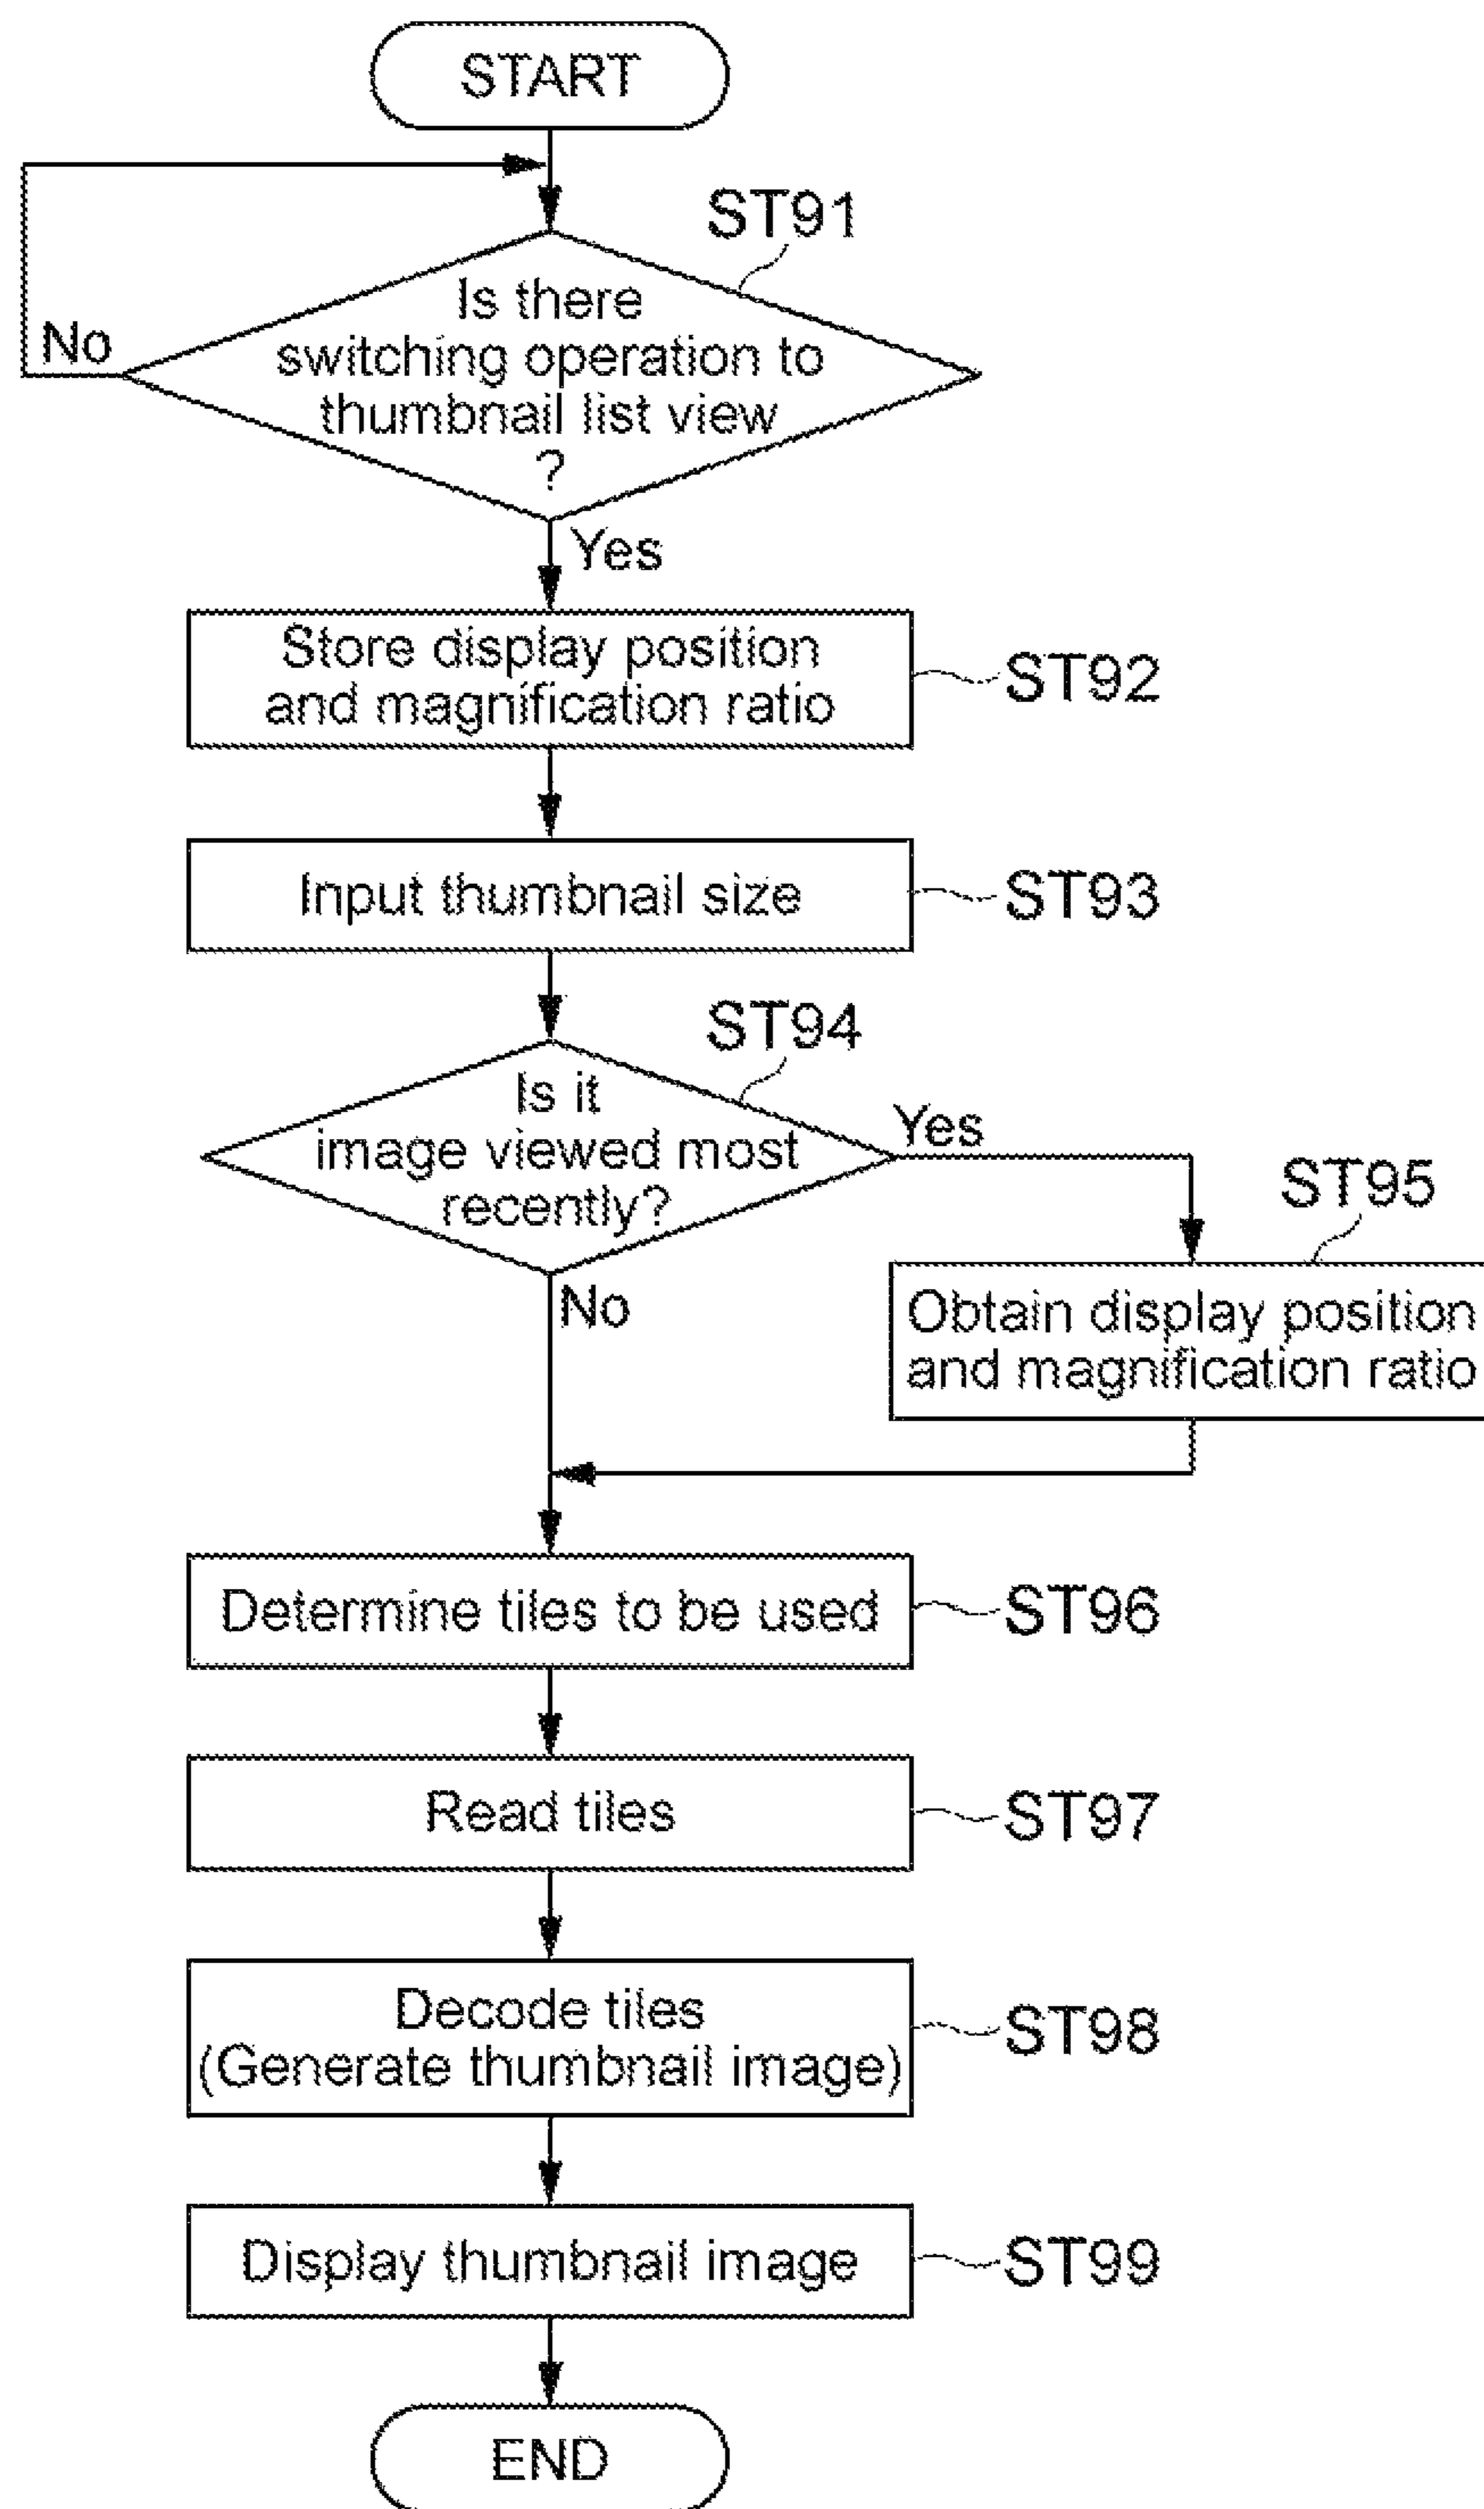 START
ST91
Is there
switching operation to
thumbnail list view
?
No
Yes
Store display position
and magnification ratio
ST92
Input thumbnail size
ST93
ST94
Is it
image viewed most
recently?
Yes
No
ST95
Obtain display position
and magnification ratio
Determine tiles to be used
ST96
Read tiles
ST97
Decode tiles
(Generate thumbnail image)
ST98
Display thumbnail image
ST99
END